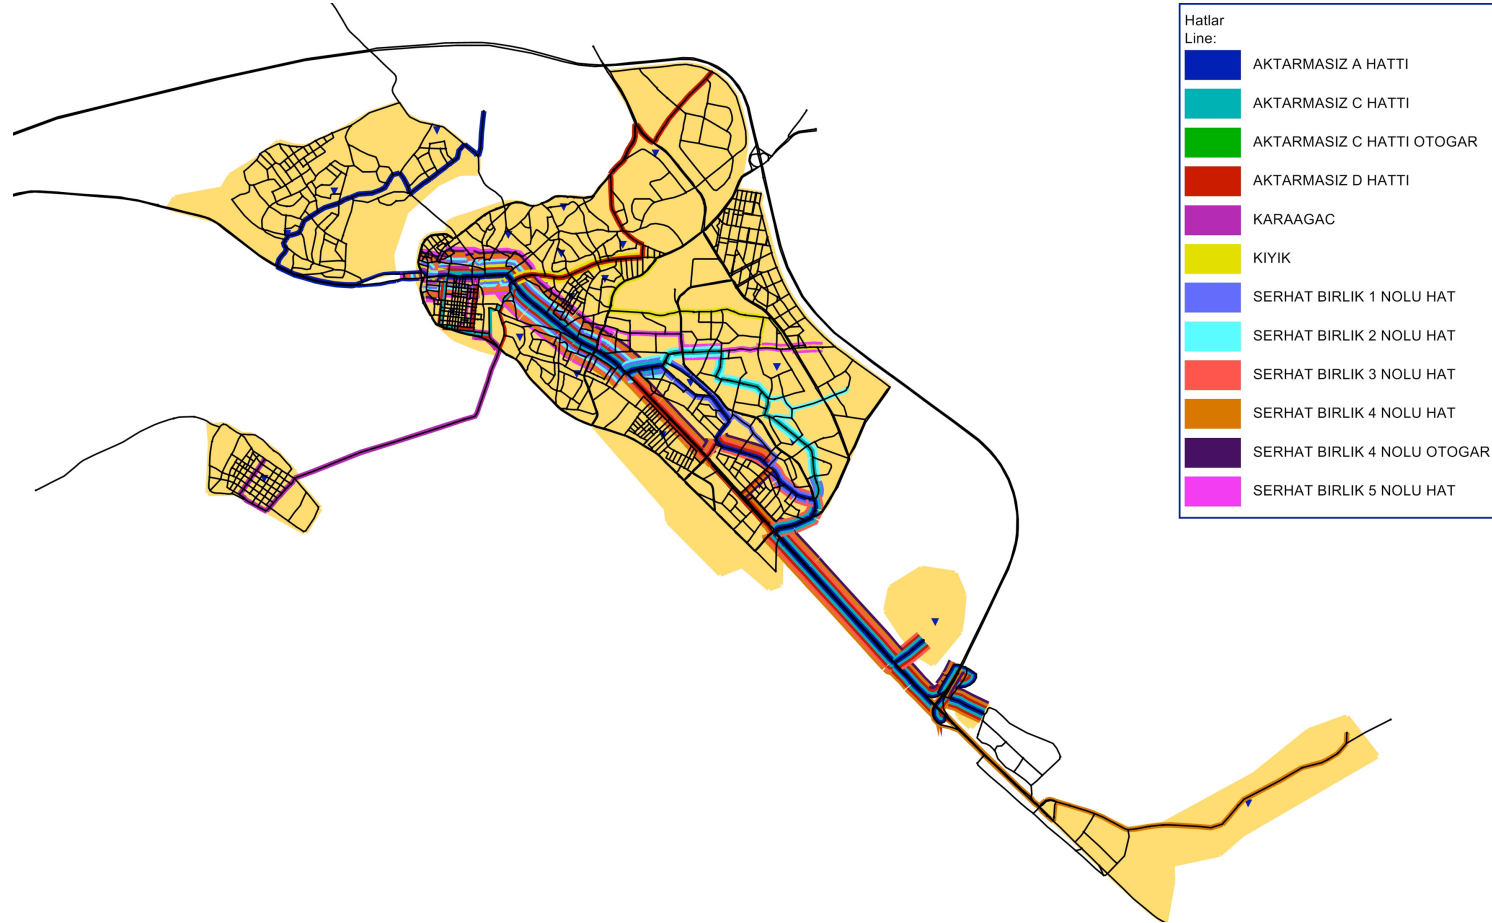 Hatlar
Line:
AKTARMASIZ A HATTI
AKTARMASIZ C HATTI
AKTARMASIZ C HATTI OTOGAR
AKTARMASIZ D HATTI
KARAAGAC
KIYIK
SERHAT BIRLIK 1 NOLU HAT
SERHAT BIRLIK 2 NOLU HAT
SERHAT BIRLIK 3 NOLU HAT
SERHAT BIRLIK 4 NOLU HAT
SERHAT BIRLIK 4 NOLU OTOGAR
SERHAT BIRLIK 5 NOLU HAT